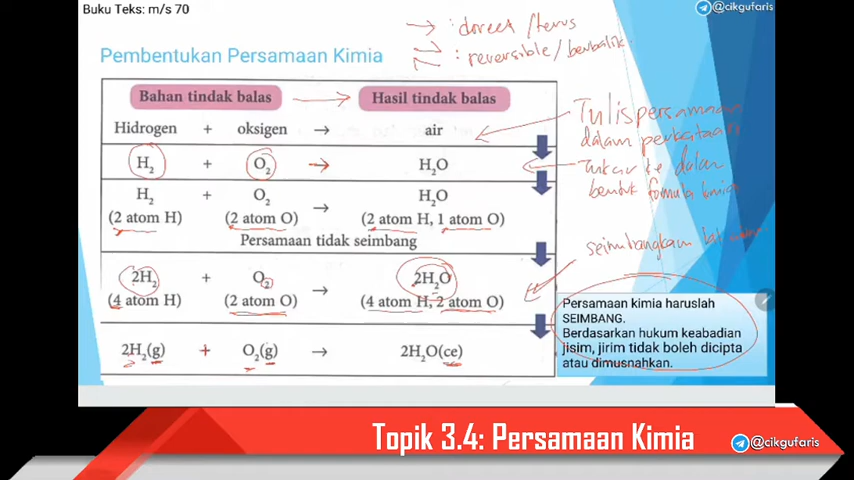 Buku Teks: m/s 70
@cikgufaris
→ : direct / terus
⇌ : reversible / berbalik.
Pembentukan Persamaan Kimia
Bahan tindak balas → Hasil tindak balas
Hidrogen + oksigen → air
Tulis persamaan
dalam perkataan
H₂ + O₂ → H₂O
Tukar ke dalam
bentuk formula kimia
H₂ + O₂ → H₂O
(2 atom H) (2 atom O) (2 atom H, 1 atom O)
Persamaan tidak seimbang
seimbangkan
2H₂ + O₂ → 2H₂O
(4 atom H) (2 atom O) (4 atom H, 2 atom O)
2H₂(g) + O₂(g) → 2H₂O(ce)
Persamaan kimia haruslah
SEIMBANG.
Berdasarkan hukum keabadian
jisim, jirim tidak boleh dicipta
atau dimusnahkan.
Topik 3.4: Persamaan Kimia
@cikgufaris